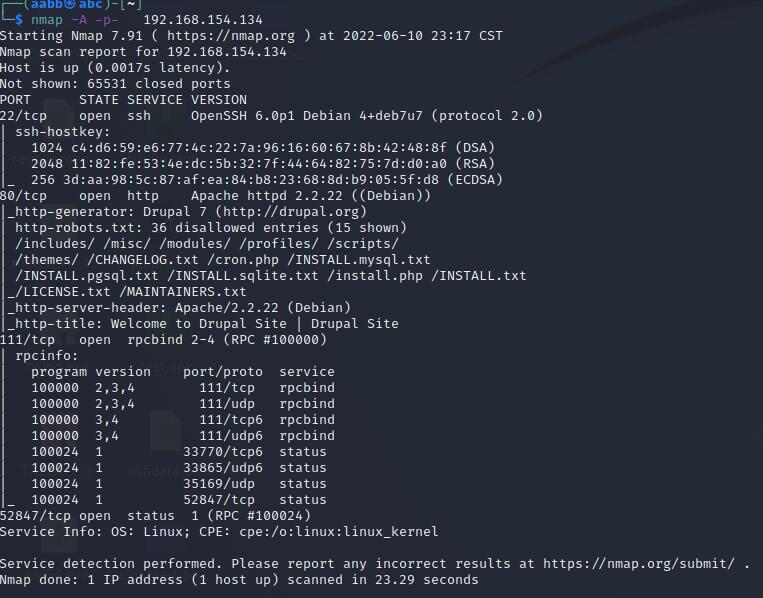 ┌──(aabb㉿abc)-[~]
└─$ nmap -A -p-   192.168.154.134
Starting Nmap 7.91 ( https://nmap.org ) at 2022-06-10 23:17 CST
Nmap scan report for 192.168.154.134
Host is up (0.0017s latency).
Not shown: 65531 closed ports
PORT      STATE SERVICE VERSION
22/tcp    open  ssh     OpenSSH 6.0p1 Debian 4+deb7u7 (protocol 2.0)
| ssh-hostkey:
|   1024 c4:d6:59:e6:77:4c:22:7a:96:16:60:67:8b:42:48:8f (DSA)
|   2048 11:82:fe:53:4e:dc:5b:32:7f:44:64:82:75:7d:d0:a0 (RSA)
|_  256 3d:aa:98:5c:87:af:ea:84:b8:23:68:8d:b9:05:5f:d8 (ECDSA)
80/tcp    open  http    Apache httpd 2.2.22 ((Debian))
|_http-generator: Drupal 7 (http://drupal.org)
| http-robots.txt: 36 disallowed entries (15 shown)
| /includes/ /misc/ /modules/ /profiles/ /scripts/
| /themes/ /CHANGELOG.txt /cron.php /INSTALL.mysql.txt
| /INSTALL.pgsql.txt /INSTALL.sqlite.txt /install.php /INSTALL.txt
|_/LICENSE.txt /MAINTAINERS.txt
|_http-server-header: Apache/2.2.22 (Debian)
|_http-title: Welcome to Drupal Site | Drupal Site
111/tcp   open  rpcbind 2-4 (RPC #100000)
| rpcinfo:
|   program version    port/proto  service
|   100000  2,3,4        111/tcp   rpcbind
|   100000  2,3,4        111/udp   rpcbind
|   100000  3,4          111/tcp6  rpcbind
|   100000  3,4          111/udp6  rpcbind
|   100024  1          33770/tcp6  status
|   100024  1          33865/udp6  status
|   100024  1          35169/udp   status
|_  100024  1          52847/tcp   status
52847/tcp open  status  1 (RPC #100024)
Service Info: OS: Linux; CPE: cpe:/o:linux:linux_kernel

Service detection performed. Please report any incorrect results at https://nmap.org/submit/ .
Nmap done: 1 IP address (1 host up) scanned in 23.29 seconds